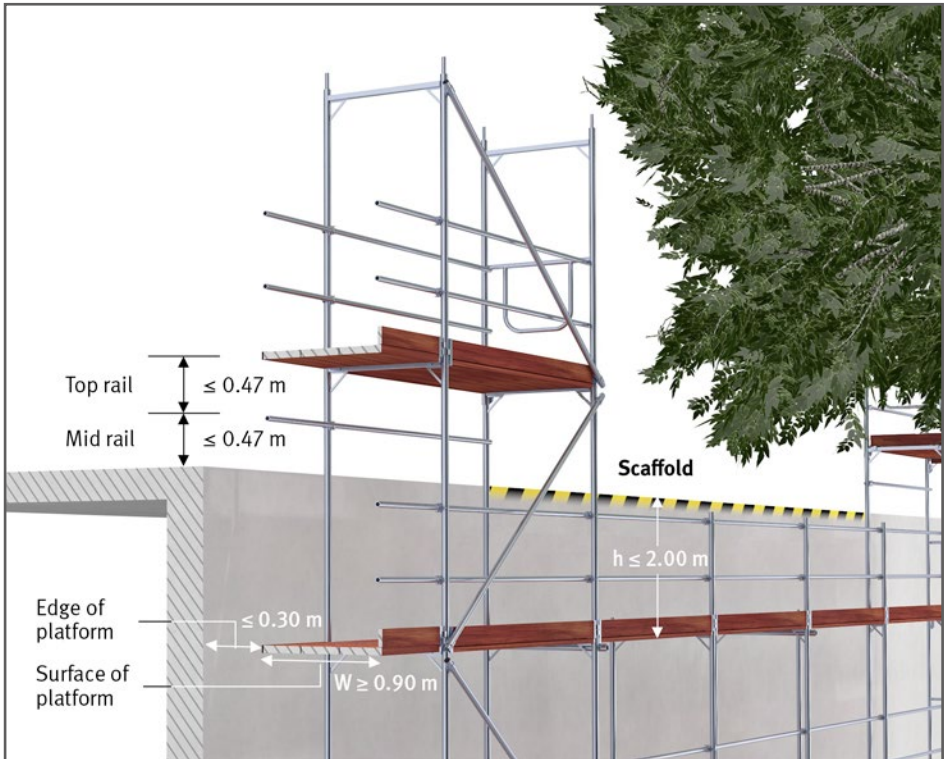 Top rail
≤ 0.47 m
Mid rail
≤ 0.47 m
Scaffold
h ≤ 2.00 m
Edge of
platform
≤ 0.30 m
Surface of
platform
W ≥ 0.90 m